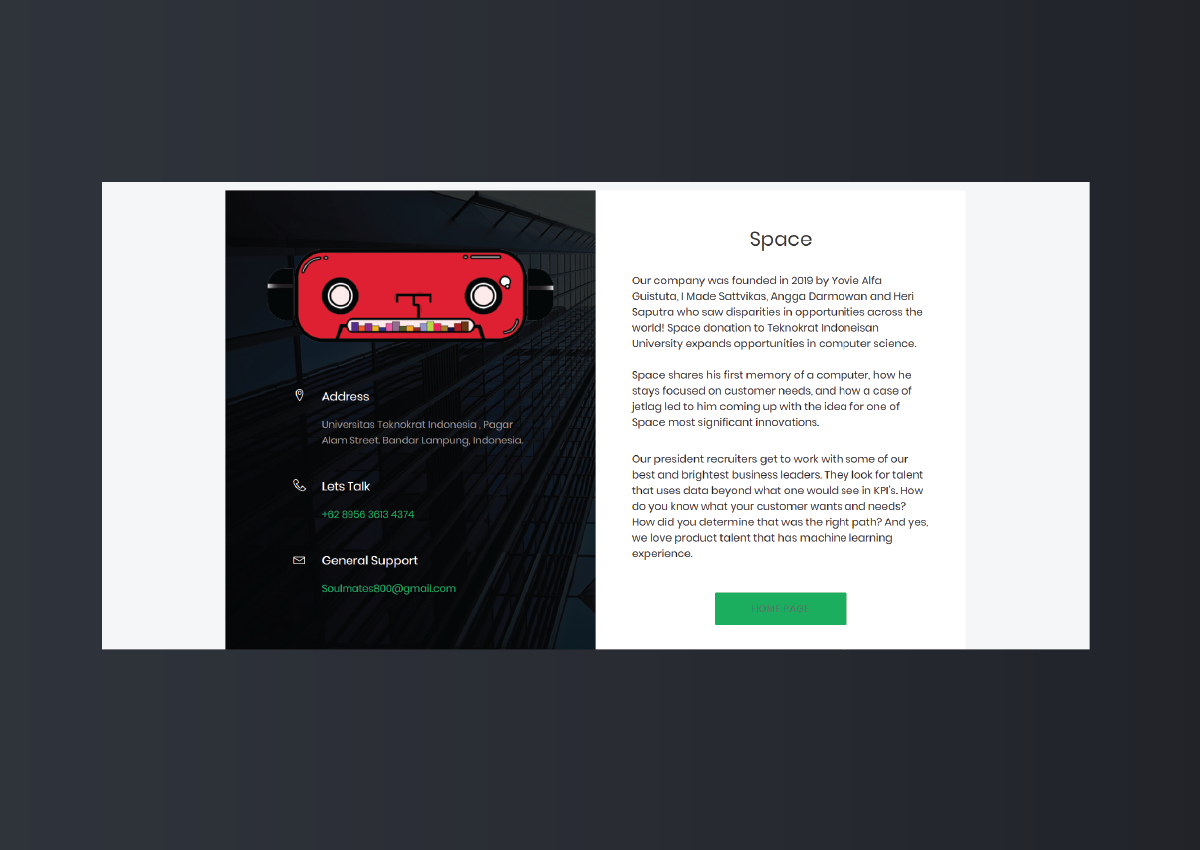 Address
Universitas Teknokrat Indonesia , Pagar
Alam Street. Bandar Lampung, Indonesia.
Lets Talk
+62 8956 3613 4374
General Support
Soulmates800@gmail.com
Space
Our company was founded in 2019 by Yovie Alfa
Guistuta, I Made Sattvikas, Angga Darmawan and Heri
Saputra who saw disparities in opportunities across the
world! Space donation to Teknokrat Indoneisan
University expands opportunities in computer science.
Space shares his first memory of a computer, how he
stays focused on customer needs, and how a case of
jetlag led to him coming up with the idea for one of
Space most significant innovations.
Our president recruiters get to work with some of our
best and brightest business leaders. They look for talent
that uses data beyond what one would see in KPI's. How
do you know what your customer wants and needs?
How did you determine that was the right path? And yes,
we love product talent that has machine learning
experience.
HOME PAGE